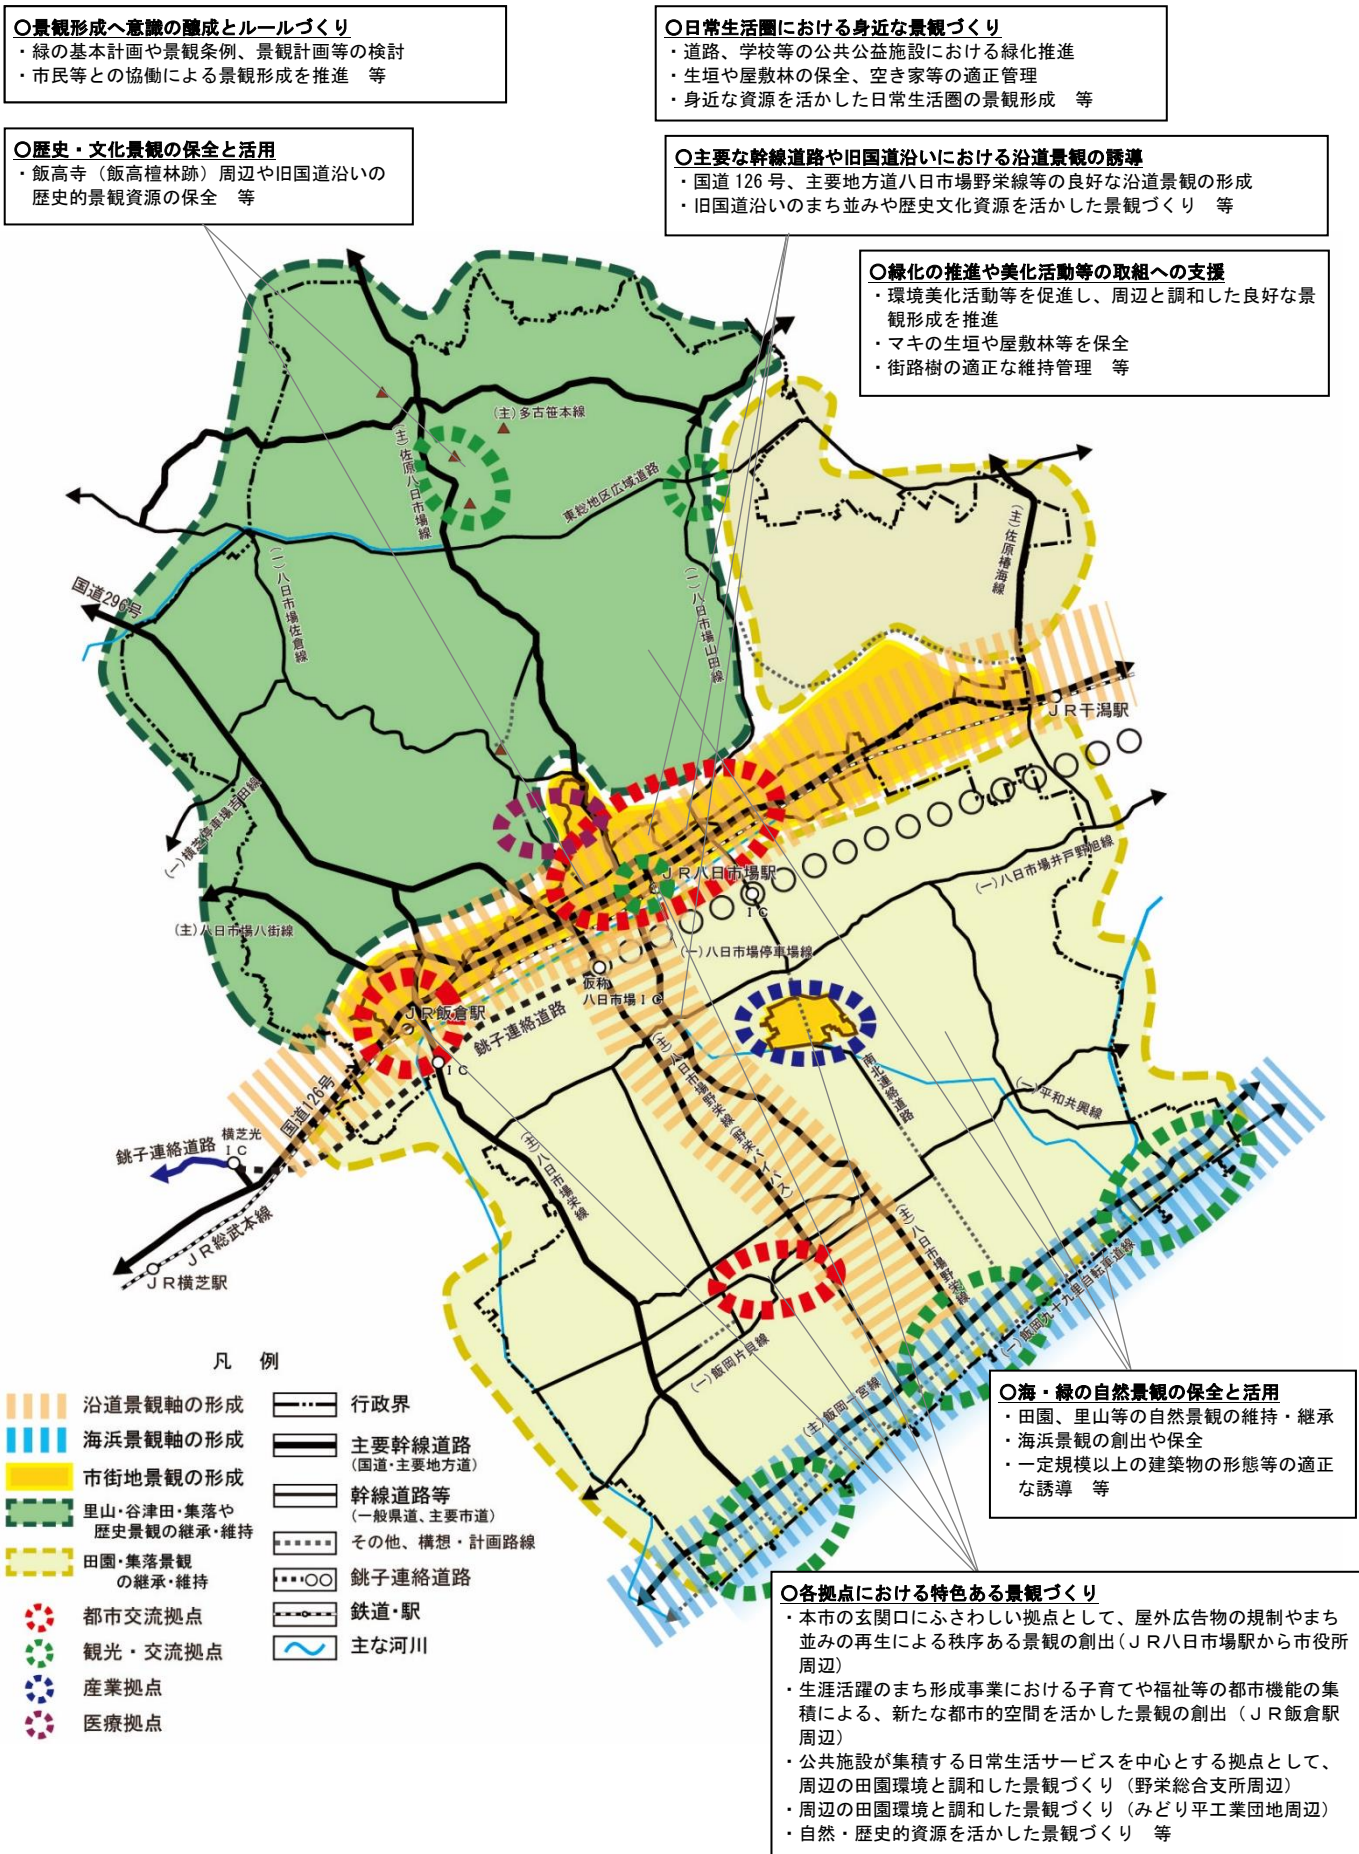 〇景観形成へ意識の醸成とルールづくり
・緑の基本計画や景観条例、景観計画等の検討
・市民等との協働による景観形成を推進　等
〇日常生活圏における身近な景観づくり
・道路、学校等の公共公益施設における緑化推進
・生垣や屋敷林の保全、空き家等の適正管理
・身近な資源を活かした日常生活圏の景観形成　等
〇歴史・文化景観の保全と活用
・飯高寺（飯高檀林跡）周辺や旧国道沿いの
歴史的景観資源の保全　等
〇主要な幹線道路や旧国道沿いにおける沿道景観の誘導
・国道 126 号、主要地方道八日市場野栄線等の良好な沿道景観の形成
・旧国道沿いのまち並みや歴史文化資源を活かした景観づくり　等
〇緑化の推進や美化活動等の取組への支援
・環境美化活動等を促進し、周辺と調和した良好な景
観形成を推進
・マキの生垣や屋敷林等を保全
・街路樹の適正な維持管理　等
(主)多古笹本線
(主)佐原八日市場線
東総地区広域道路
(主)佐原椿海線
(一)八日市場佐倉線
(一)八日市場山田線
国道296号
ＪＲ干潟駅
(一)横芝停車場吉田線
(主)八日市場八街線
ＪＲ八日市場駅
ＩＣ
(一)八日市場井戸野旭線
(一)八日市場停車場線
仮称
八日市場ＩＣ
ＪＲ飯倉駅
銚子連絡道路
ＩＣ
(主)八日市場野栄線(野栄バイパス)
南北連絡道路
(一)平和共興線
国道126号
横芝光
ＩＣ
銚子連絡道路
(主)八日市場栄線
(主)八日市場野栄線
ＪＲ総武本線
ＪＲ横芝駅
(一)飯岡九十九里自転車道線
(一)飯岡片貝線
(主)飯岡一宮線
凡　例
沿道景観軸の形成
海浜景観軸の形成
市街地景観の形成
里山・谷津田・集落や
歴史景観の継承・維持
田園・集落景観
の継承・維持
都市交流拠点
観光・交流拠点
産業拠点
医療拠点
行政界
主要幹線道路
(国道・主要地方道)
幹線道路等
(一般県道、主要市道)
その他、構想・計画路線
銚子連絡道路
鉄道・駅
主な河川
〇海・緑の自然景観の保全と活用
・田園、里山等の自然景観の維持・継承
・海浜景観の創出や保全
・一定規模以上の建築物の形態等の適正
な誘導　等
〇各拠点における特色ある景観づくり
・本市の玄関口にふさわしい拠点として、屋外広告物の規制やまち
並みの再生による秩序ある景観の創出（ＪＲ八日市場駅から市役所
周辺）
・生涯活躍のまち形成事業における子育てや福祉等の都市機能の集
積による、新たな都市的空間を活かした景観の創出（ＪＲ飯倉駅
周辺）
・公共施設が集積する日常生活サービスを中心とする拠点として、
周辺の田園環境と調和した景観づくり（野栄総合支所周辺）
・周辺の田園環境と調和した景観づくり（みどり平工業団地周辺）
・自然・歴史的資源を活かした景観づくり　等